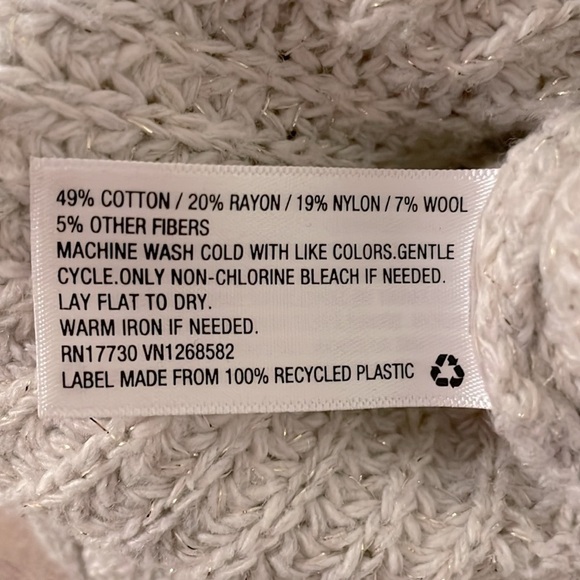 49% COTTON / 20% RAYON / 19% NYLON / 7% WOOL
5% OTHER FIBERS
MACHINE WASH COLD WITH LIKE COLORS.GENTLE
CYCLE.ONLY NON-CHLORINE BLEACH IF NEEDED.
LAY FLAT TO DRY.
WARM IRON IF NEEDED.
RN17730 VN1268582
LABEL MADE FROM 100% RECYCLED PLASTIC